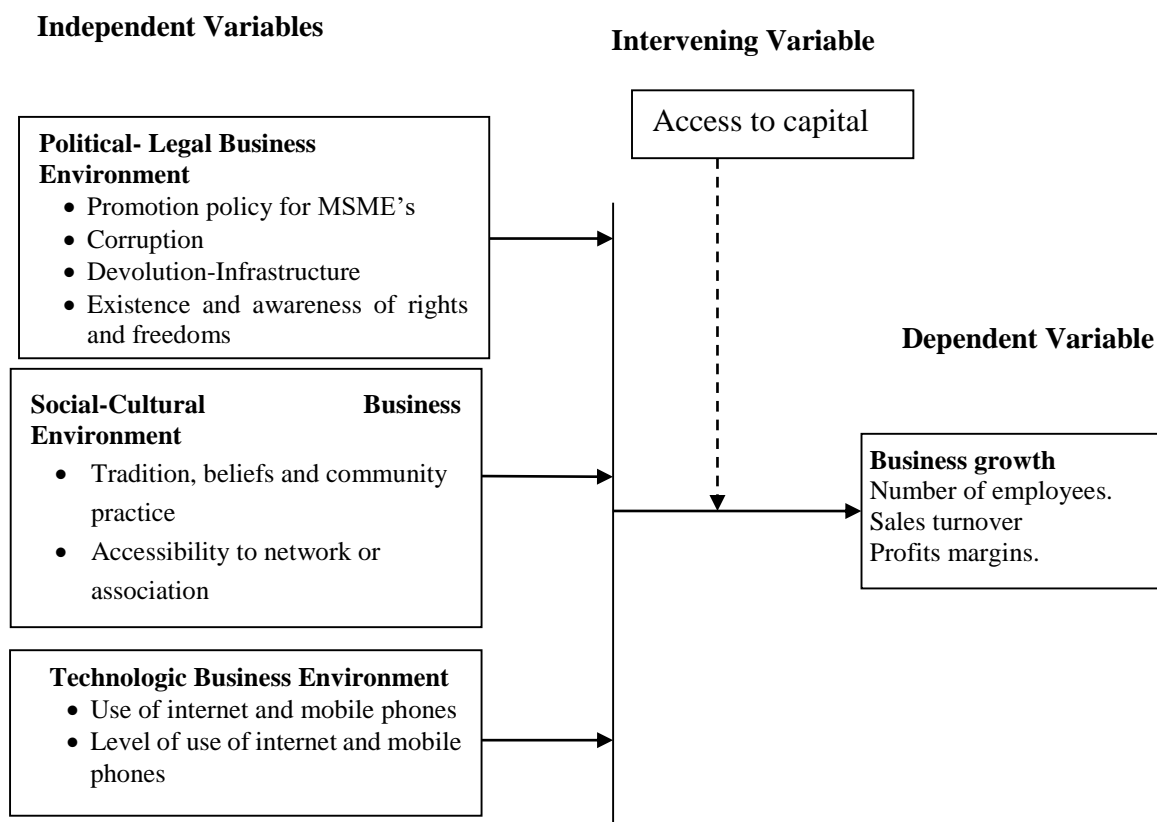 Independent Variables
Intervening Variable
Access to capital
Political- Legal Business
Environment
• Promotion policy for MSME’s
• Corruption
• Devolution-Infrastructure
• Existence and awareness of rights
and freedoms
Social-Cultural Business
Environment
• Tradition, beliefs and community
practice
• Accessibility to network or
association
Technologic Business Environment
• Use of internet and mobile phones
• Level of use of internet and mobile
phones
Dependent Variable
Business growth
Number of employees.
Sales turnover
Profits margins.